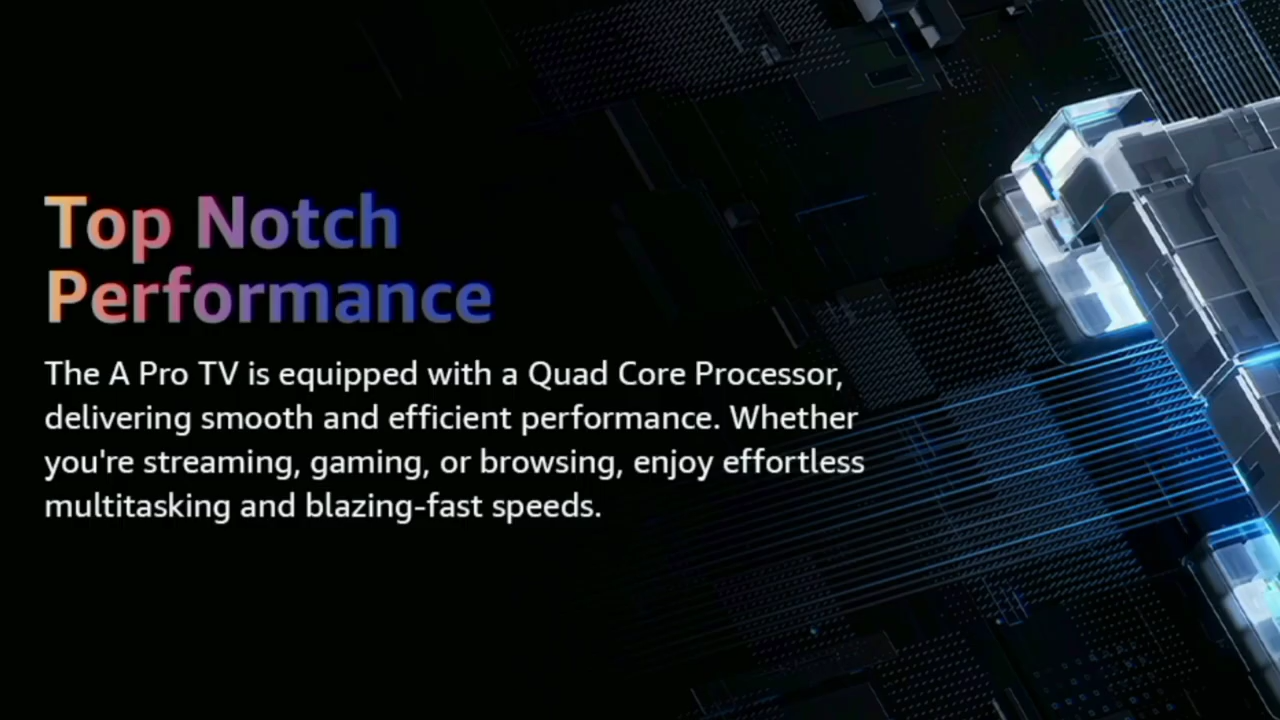 Top Notch
Performance
The A Pro TV is equipped with a Quad Core Processor,
delivering smooth and efficient performance. Whether
you're streaming, gaming, or browsing, enjoy effortless
multitasking and blazing-fast speeds.